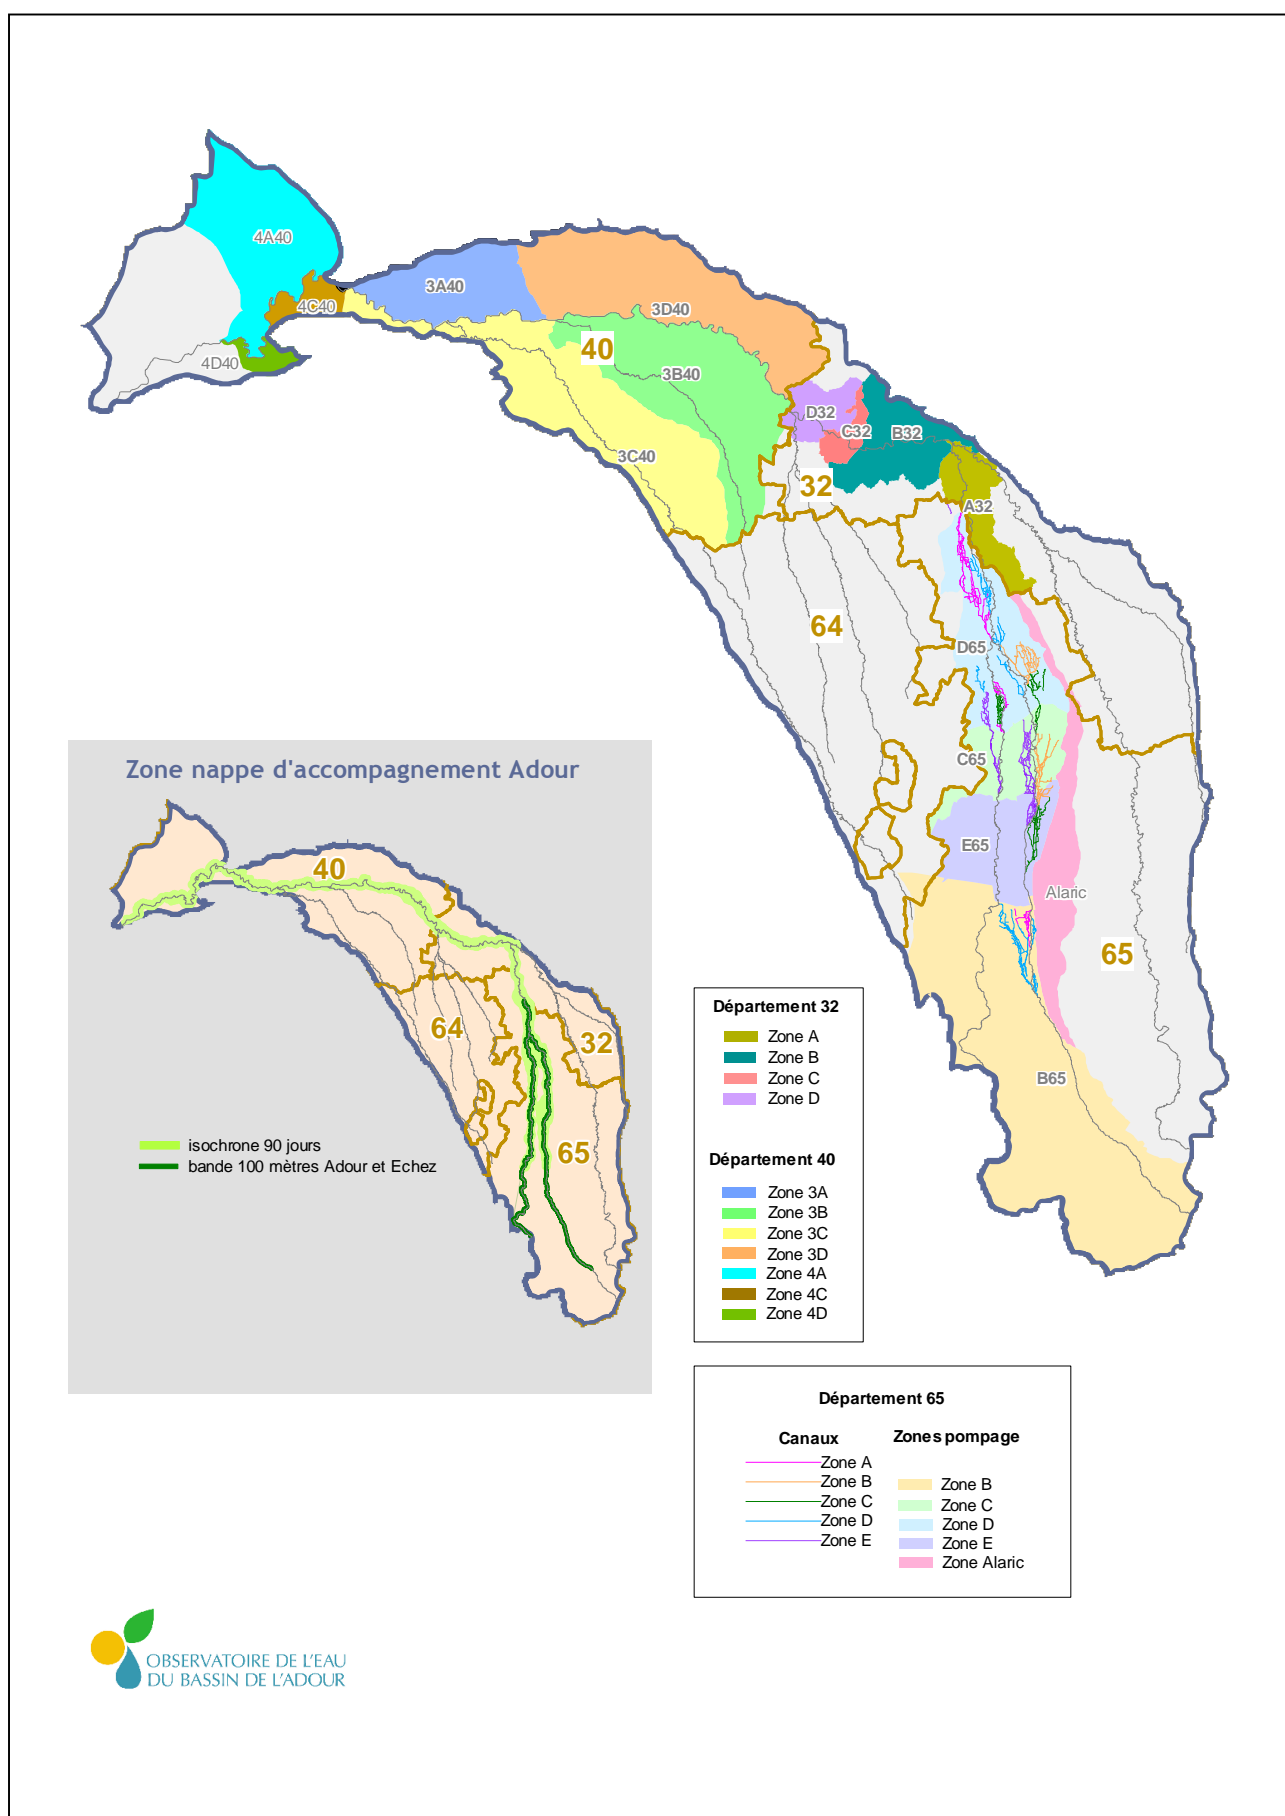 4A40
3A40
4C40
3D40
40
4D40
3B40
D32
C32
B32
3C40
32
A32
64
D65
C65
E65
Alaric
65
B65
Zone nappe d'accompagnement Adour
40
64
32
65
isochrone 90 jours
bande 100 mètres Adour et Echez
Département 32
Zone A
Zone B
Zone C
Zone D
Département 40
Zone 3A
Zone 3B
Zone 3C
Zone 3D
Zone 4A
Zone 4C
Zone 4D
Département 65
Canaux
Zone A
Zone B
Zone C
Zone D
Zone E
Zones pompage
Zone B
Zone C
Zone D
Zone E
Zone Alaric
OBSERVATOIRE DE L'EAU
DU BASSIN DE L'ADOUR